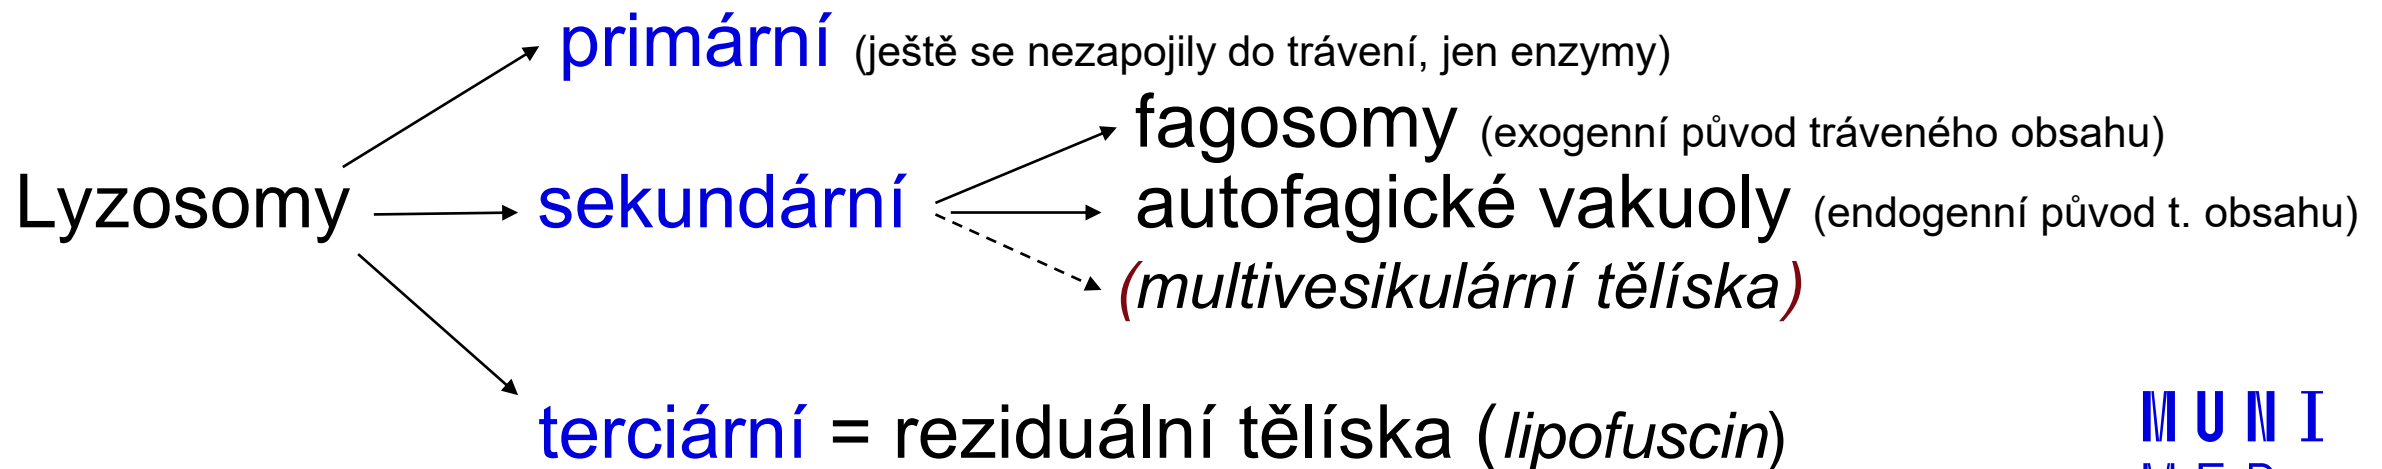 primární (ještě se nezapojily do trávení, jen enzymy)
fagosomy (exogenní původ tráveného obsahu)
Lyzosomy sekundární autofagické vakuoly (endogenní původ t. obsahu)
(multivesikulární tělíska)
terciární = reziduální tělíska (lipofuscin)
MUNI
MED